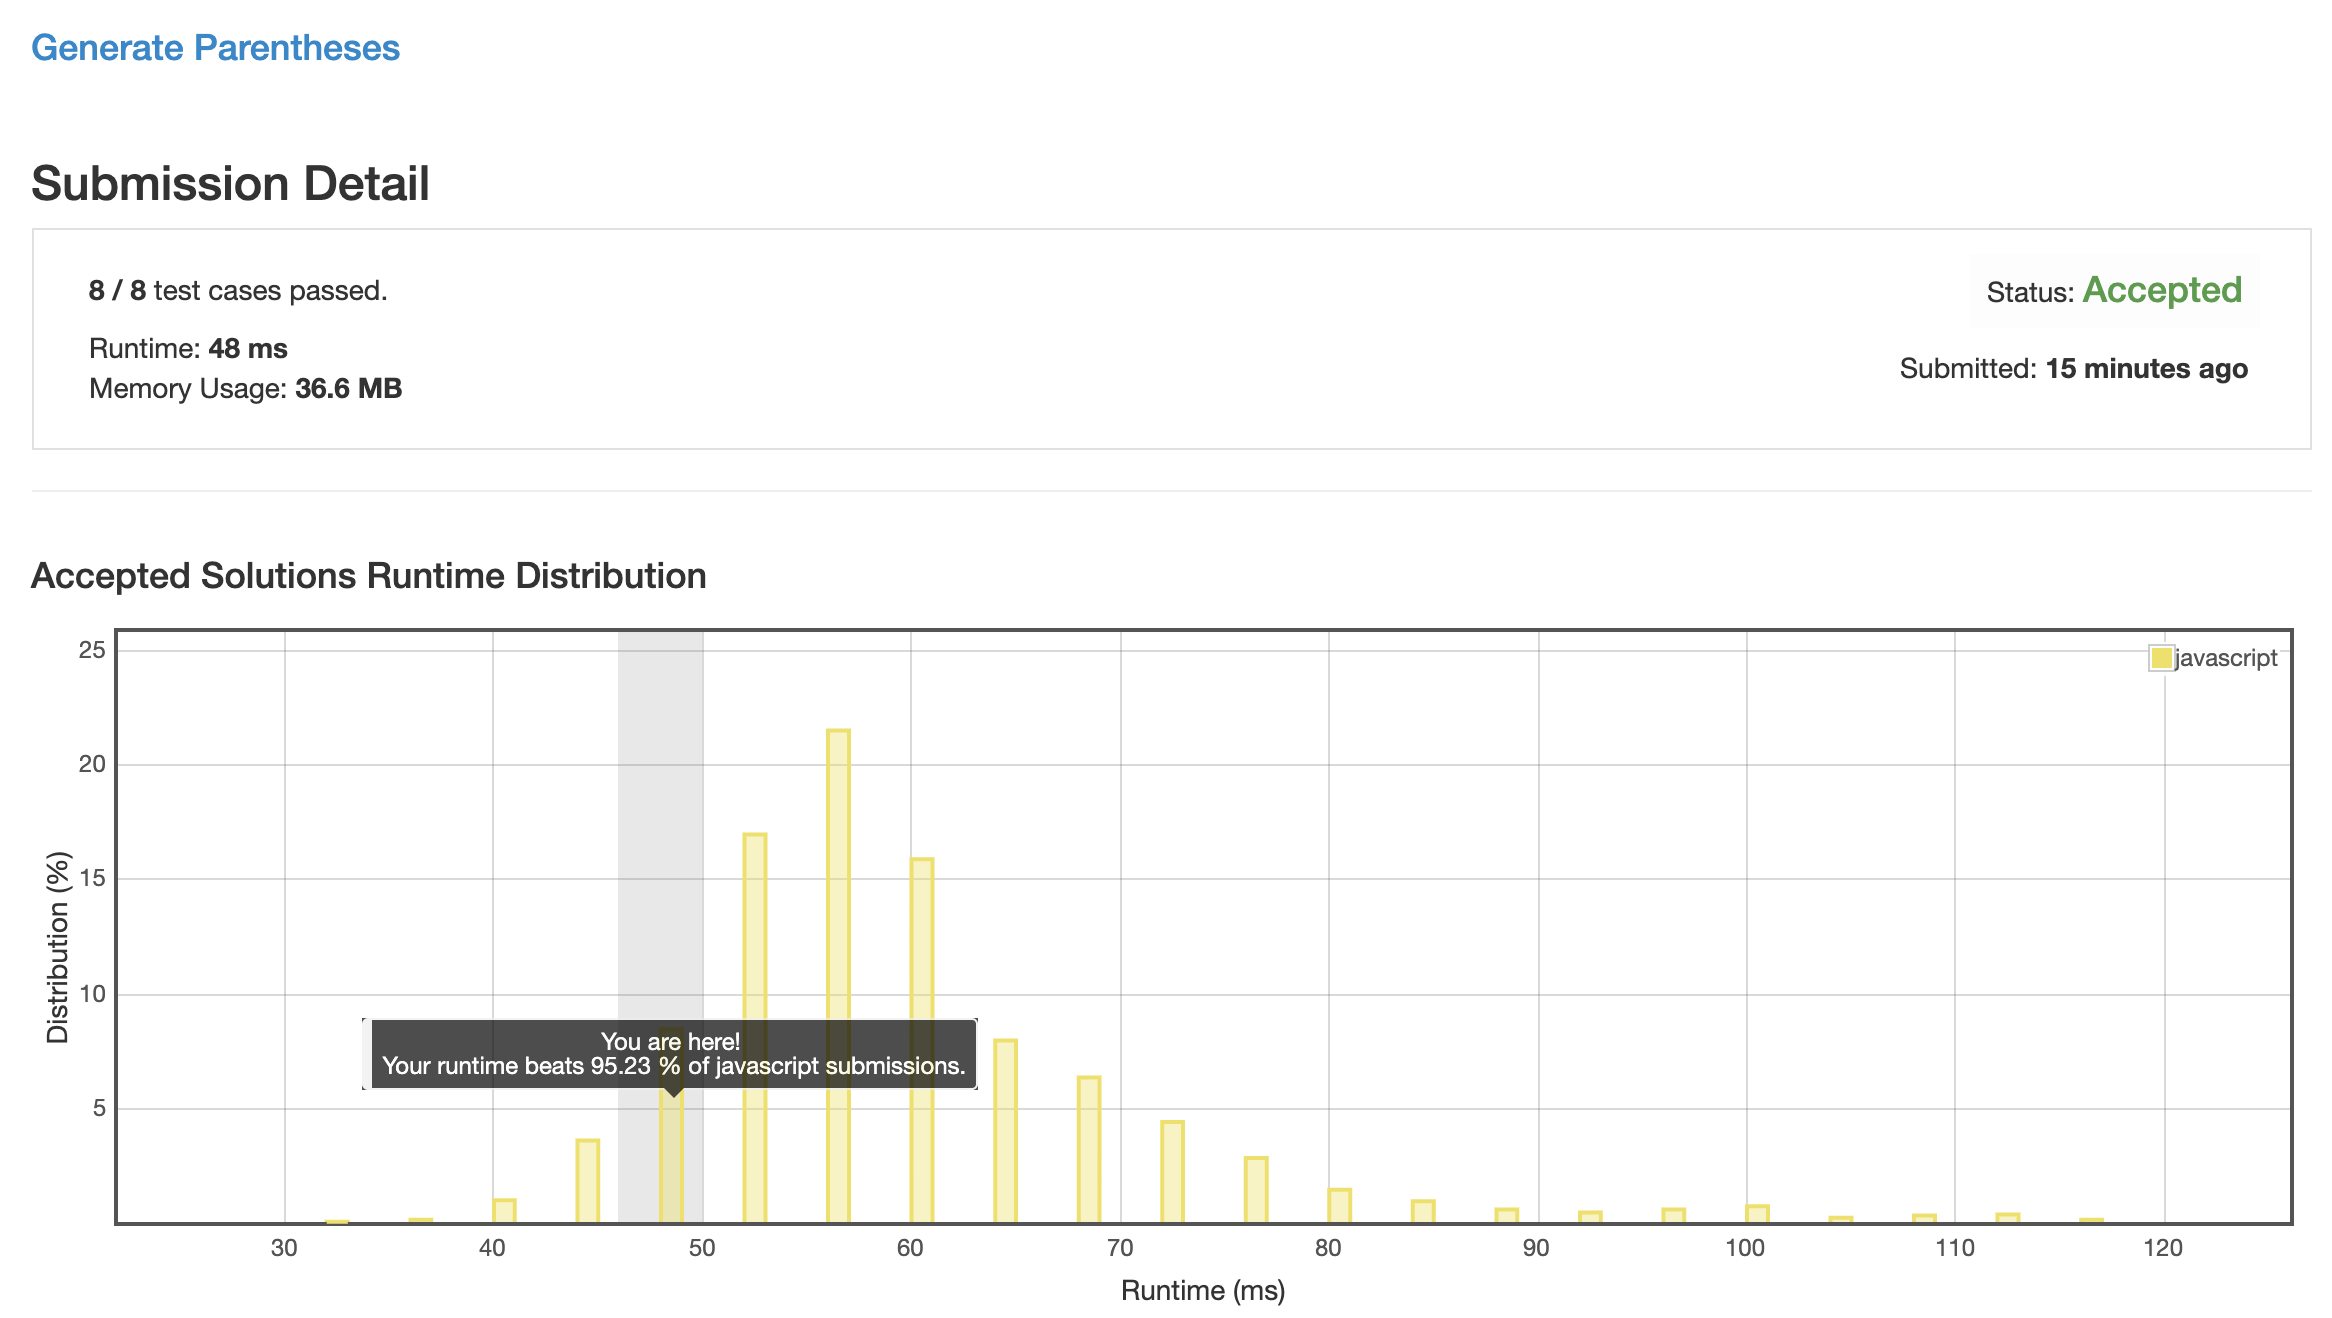 Generate Parentheses
Submission Detail
8 / 8 test cases passed.
Status: Accepted
Runtime: 48 ms
Memory Usage: 36.6 MB
Submitted: 15 minutes ago
Accepted Solutions Runtime Distribution
25
20
15
10
5
Distribution (%)
javascript
You are here!
Your runtime beats 95.23 % of javascript submissions.
30 40 50 60 70 80 90 100 110 120
Runtime (ms)